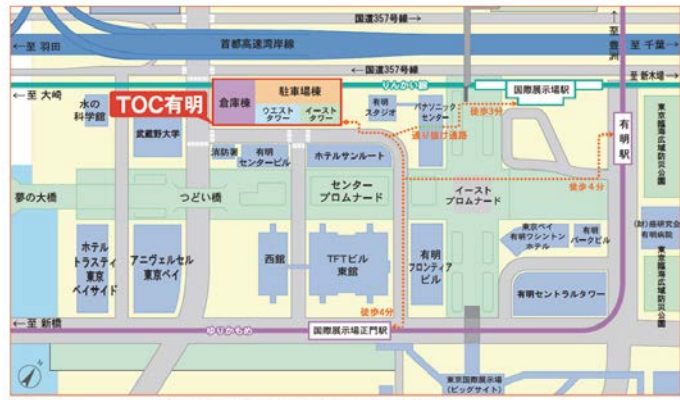 国道357号線→
←至 羽田
首都高速湾岸線
至 豊洲
至 千葉→
←国道357号線
→至 新木場
←至 大崎
りんかい線
国際展示場駅
TOC有明
倉庫棟
駐車場棟
ウエスト
タワー
イースト
タワー
水の
科学館
武蔵野大学
有明
スタジオ
パナソニック
センター
徒歩3分
通り抜け通路
有明駅
東京臨海広域防災公園
消防署
有明
センタービル
ホテルサンルート
徒歩4分
夢の大橋
つどい橋
センター
プロムナード
イースト
プロムナード
(財)癌研究会
有明病院
ホテル
トラスティ
東京
ベイサイド
アニヴェルセル
東京ベイ
西館
TFTビル
東館
有明
フロンティア
ビル
東京ベイ
有明ワシントン
ホテル
有明
パークビル
東京臨海広域防災公園
有明セントラルタワー
徒歩4分
←至 新橋
ゆりかもめ
国際展示場正門駅
東京国際展示場
(ビッグサイト)
N